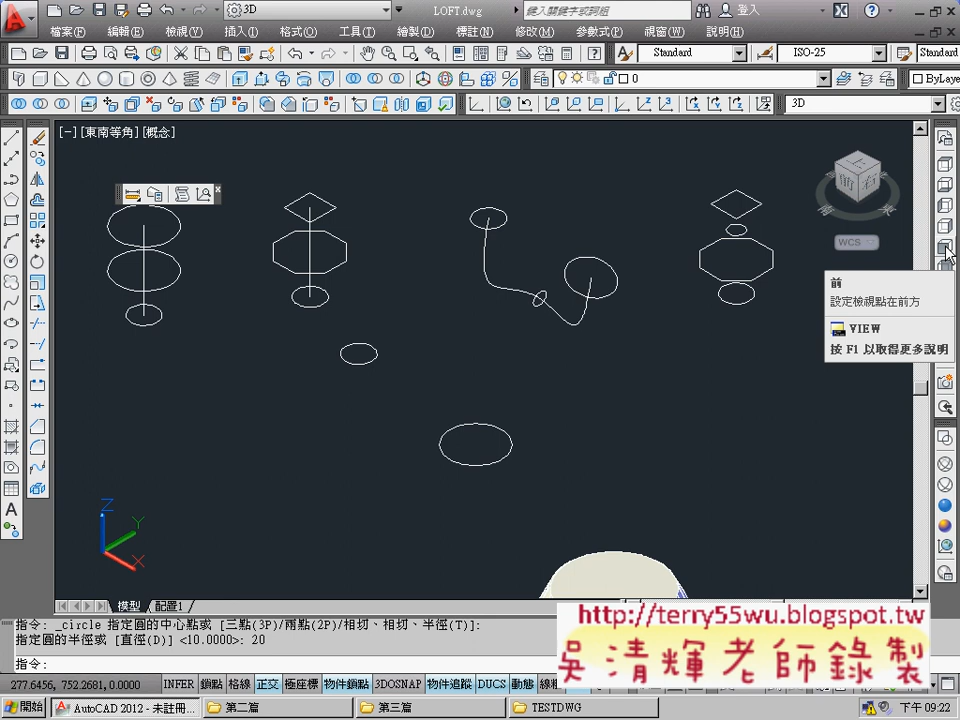 3D
LOFT.dwg
鍵入關鍵字或詞組
登入
檔案(F)
編輯(E)
檢視(V)
插入(I)
格式(O)
工具(T)
繪製(D)
標註(N)
修改(M)
參數式(P)
視窗(W)
說明(H)
Standard
ISO-25
Standard
0
ByLaye
3D
[-][東南等角][概念]
前 右
南 東
WCS
前
設定檢視點在前方
VIEW
按 F1 以取得更多說明
Z
Y
X
模型
配置1
指令: _circle 指定圓的中心點或 [三點(3P)/兩點(2P)/相切、相切、半徑(T)]:
指定圓的半徑或 [直徑(D)] <10.0000>: 20
指令:
http://terry55wu.blogspot.tw
吳清輝老師錄製
277.6456, 752.2681, 0.0000
INFER
鎖點
格線
正交
極座標
物件鎖點
3DOSNAP
物件追蹤
DUCS
動態
開始
AutoCAD 2012 - 未註冊...
第二篇
第三篇
TESTDWG
下午 09:22